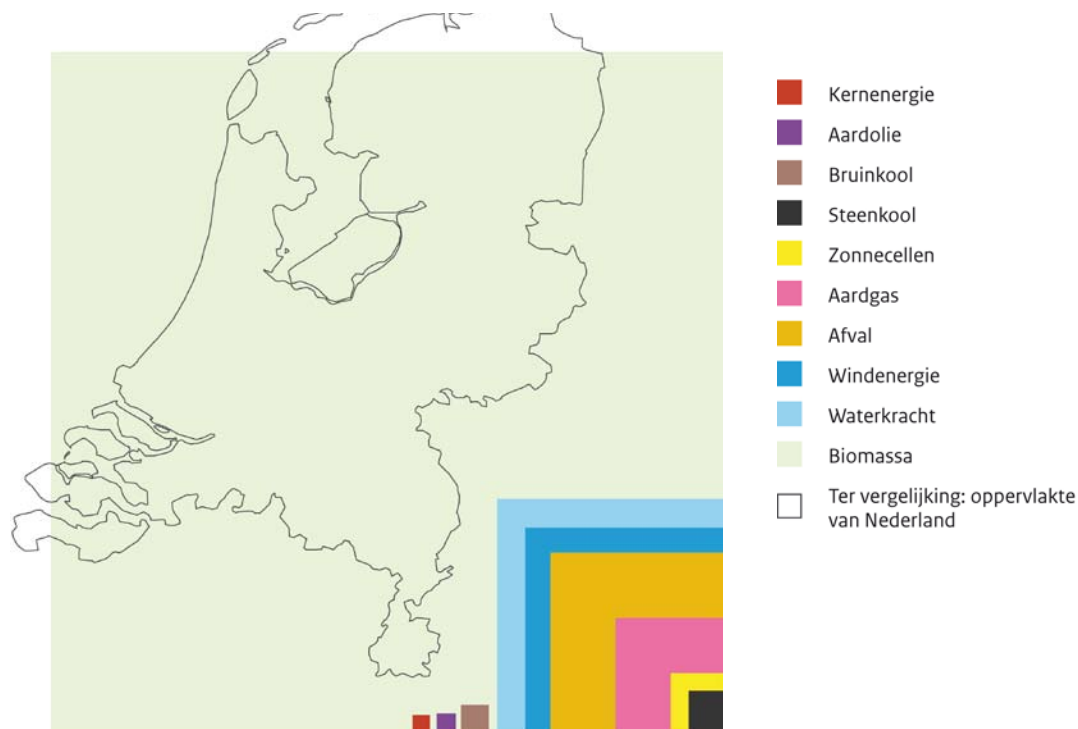 Kernenergie
Aardolie
Bruinkool
Steenkool
Zonnecellen
Aardgas
Afval
Windenergie
Waterkracht
Biomassa
Ter vergelijking: oppervlakte
van Nederland